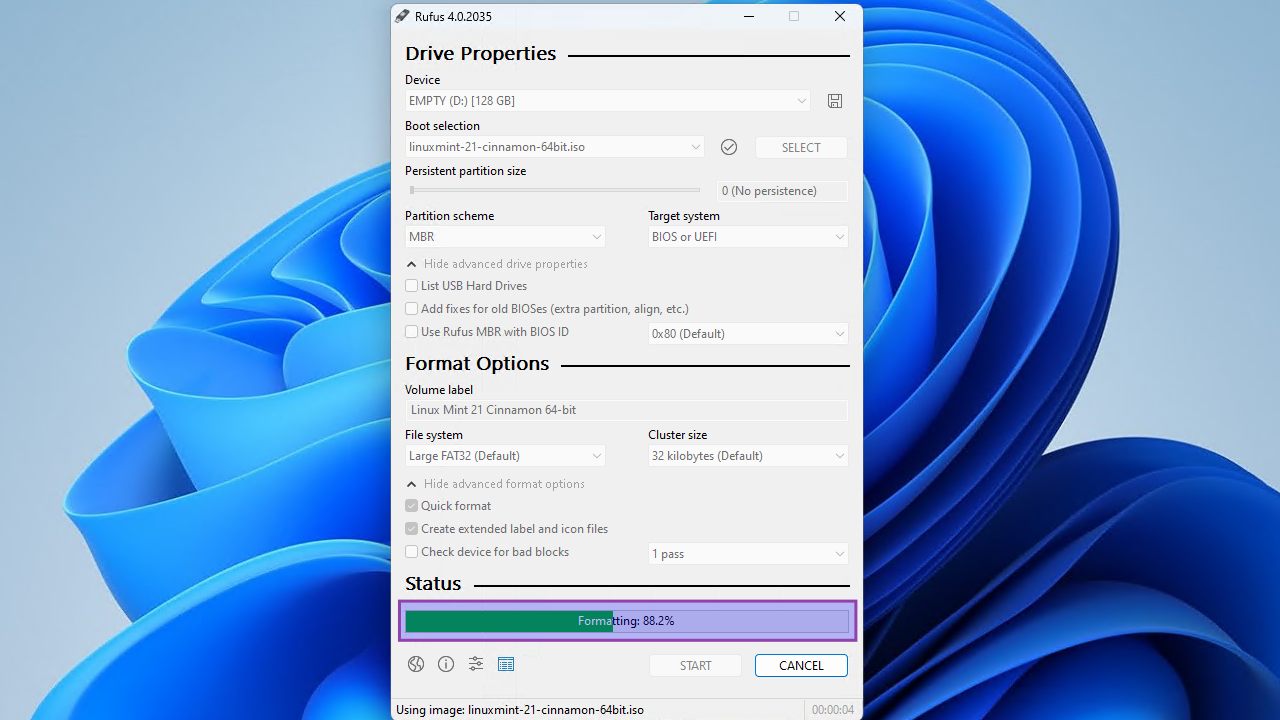 Rufus 4.0.2035
Drive Properties
Device
EMPTY (D:) [128 GB]
Boot selection
linuxmint-21-cinnamon-64bit.iso
SELECT
Persistent partition size
0 (No persistence)
Partition scheme
Target system
MBR
BIOS or UEFI
Hide advanced drive properties
List USB Hard Drives
Add fixes for old BIOSes (extra partition, align, etc.)
Use Rufus MBR with BIOS ID
0x80 (Default)
Format Options
Volume label
Linux Mint 21 Cinnamon 64-bit
File system
Cluster size
Large FAT32 (Default)
32 kilobytes (Default)
Hide advanced format options
Quick format
Create extended label and icon files
Check device for bad blocks
1 pass
Status
Formatting: 88.2%
START
CANCEL
Using image: linuxmint-21-cinnamon-64bit.iso
00:00:04